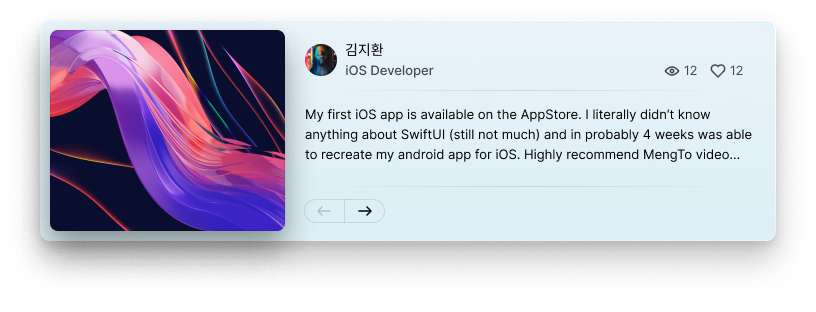 김지환
iOS Developer
12
12
My first iOS app is available on the AppStore. I literally didn’t know
anything about SwiftUI (still not much) and in probably 4 weeks was able
to recreate my android app for iOS. Highly recommend MengTo video...